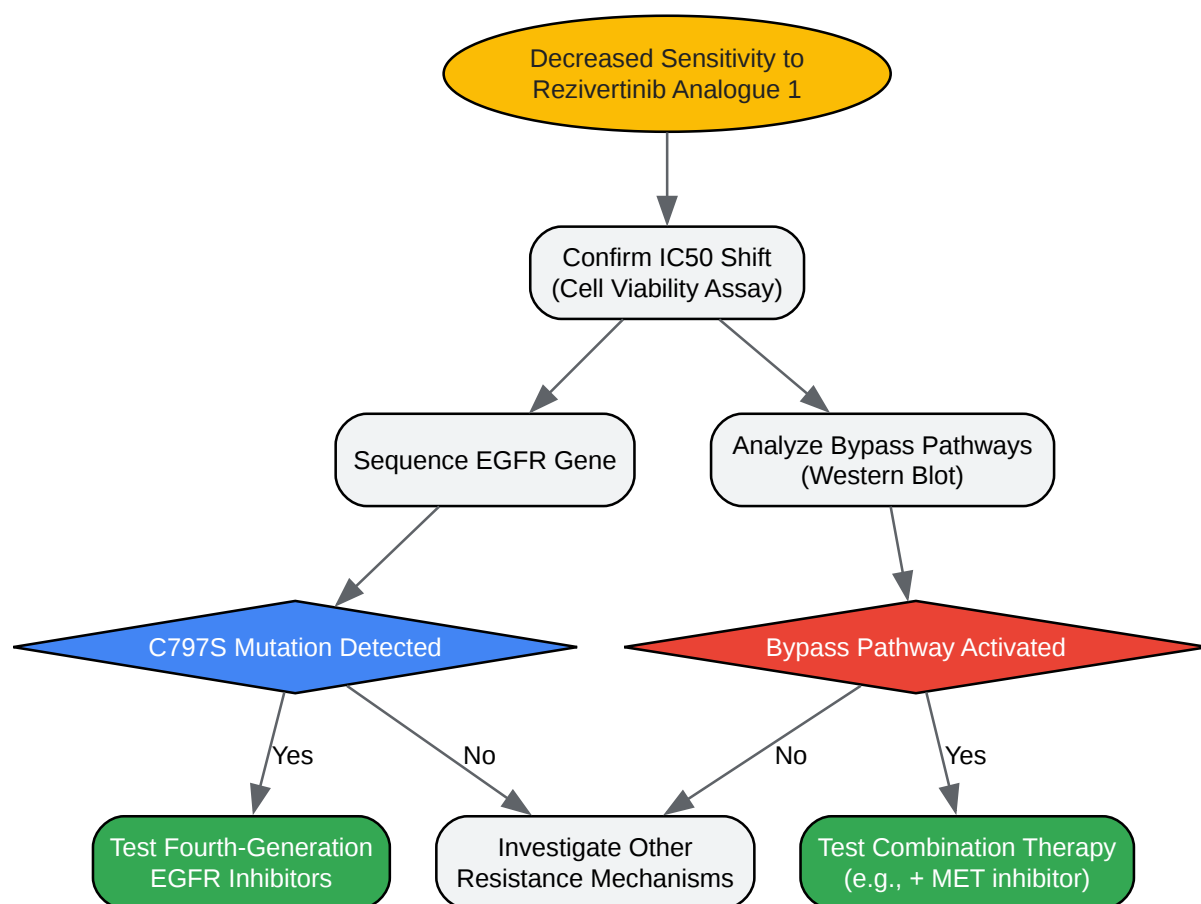 Decreased Sensitivity to
Rezivertinib Analogue 1
Confirm IC50 Shift
(Cell Viability Assay)
Sequence EGFR Gene
Analyze Bypass Pathways
(Western Blot)
C797S Mutation Detected
Bypass Pathway Activated
Yes
No
No
Yes
Test Fourth-Generation
EGFR Inhibitors
Investigate Other
Resistance Mechanisms
Test Combination Therapy
(e.g., + MET inhibitor)